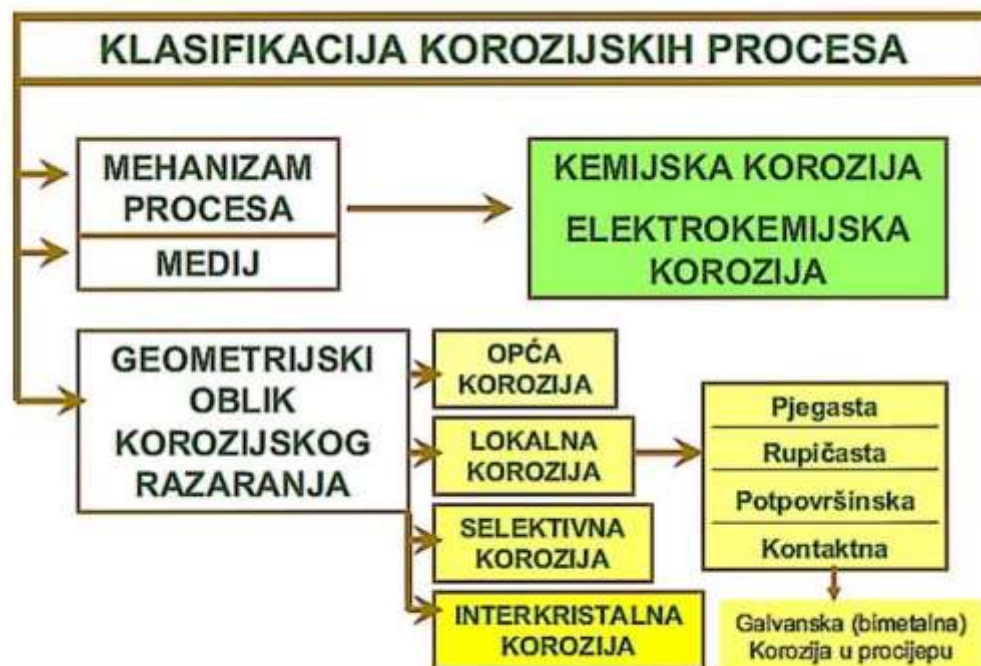 KLASIFIKACIJA KOROZIJSKIH PROCESA
MEHANIZAM
PROCESA
MEDIJ
KEMIJSKA KOROZIJA
ELEKTROKEMIJSKA
KOROZIJA
GEOMETRIJSKI
OBLIK
KOROZIJSKOG
RAZARANJA
OPĆA
KOROZIJA
LOKALNA
KOROZIJA
SELEKTIVNA
KOROZIJA
INTERKRISTALNA
KOROZIJA
Pjegasta
Rupičasta
Potpovršinska
Kontaktna
Galvanska (bimetalna)
Korozija u procijepu